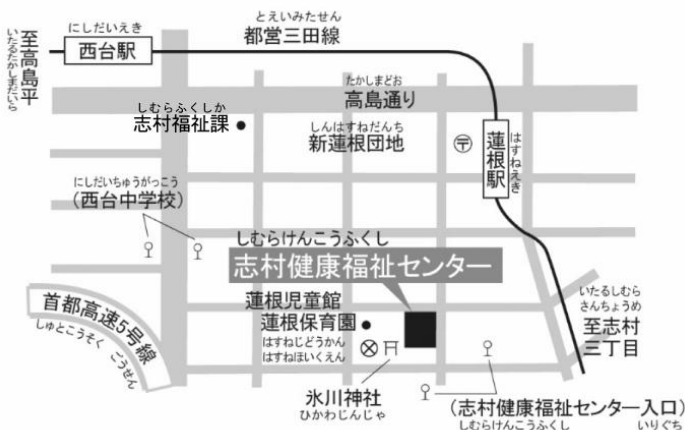 とえいみたせん
都営三田線
にしだいえき
西台駅
至高島平
いたるたかしまだいら
たかしまどお
高島通り
しむらふくしか
志村福祉課
しんはすねだんち
新蓮根団地
〒
蓮根駅
はすねえき
にしだいちゅうがっこう
(西台中学校)
しむらけんこうふくし
志村健康福祉センター
首都高速5号線
しゅとこうそく ごうせん
蓮根児童館
蓮根保育園
はすねじどうかん
はすねほいくえん
いたるしむら
さんちょうめ
至志村
三丁目
氷川神社
ひかわじんじゃ
(志村健康福祉センター入口)
しむらけんこうふくし いりぐち